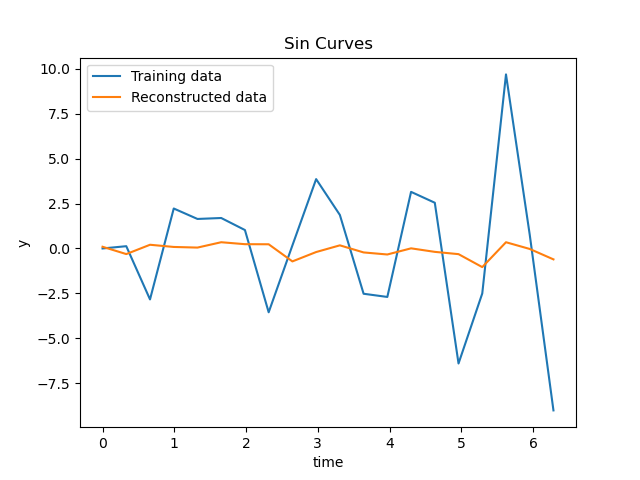 Sin Curves
Training data
Reconstructed data
10.0
7.5
5.0
2.5
0.0
−2.5
−5.0
−7.5
y
0 1 2 3 4 5 6
time